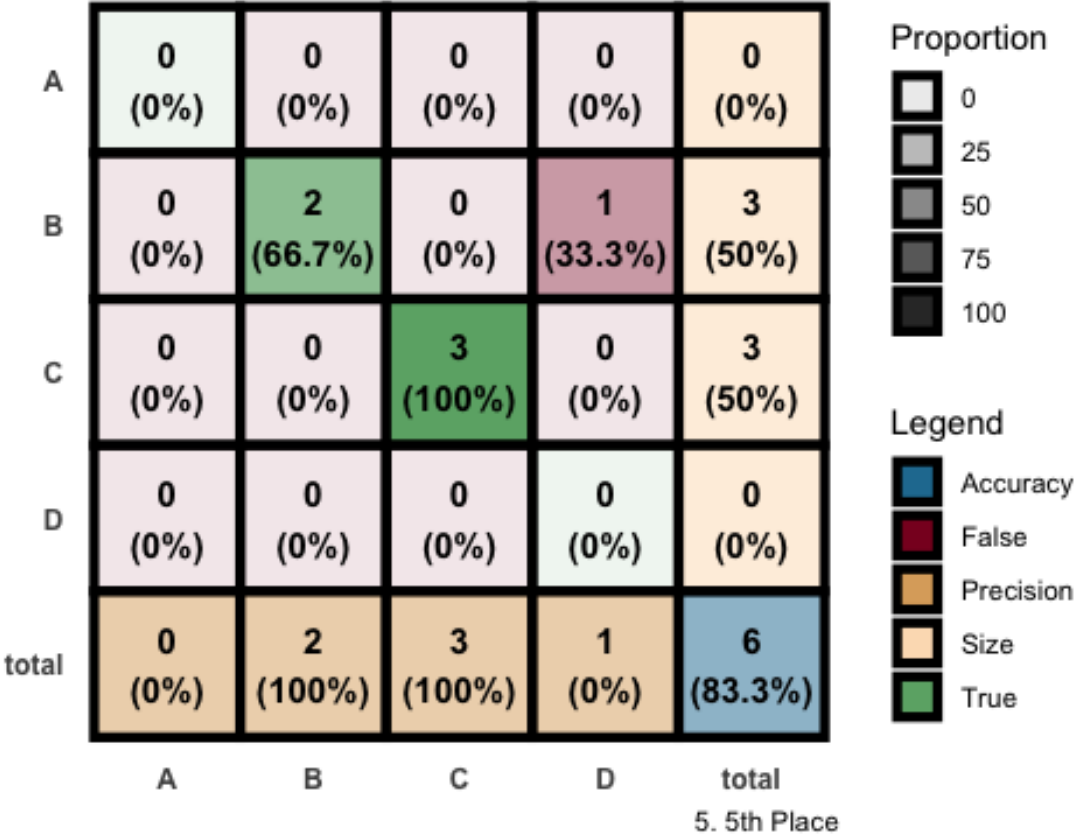 0 0 0 0 0
A
(0%) (0%) (0%) (0%) (0%)
0 2 0 1 3
B
(0%) (66.7%) (0%) (33.3%) (50%)
0 0 3 0 3
C
(0%) (0%) (100%) (0%) (50%)
0 0 0 0 0
D
(0%) (0%) (0%) (0%) (0%)
0 2 3 1 6
total
(0%) (100%) (100%) (0%) (83.3%)
A B C D total
5. 5th Place
Proportion
0
25
50
75
100
Legend
Accuracy
False
Precision
Size
True